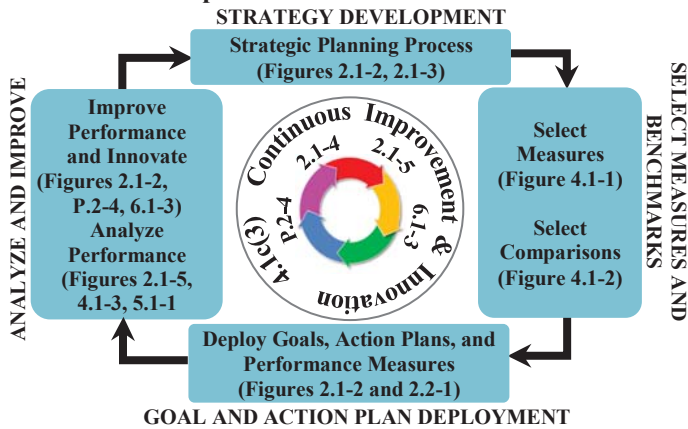 STRATEGY DEVELOPMENT
Strategic Planning Process
(Figures 2.1-2, 2.1-3)
SELECT MEASURES AND
BENCHMARKS
Select
Measures
(Figure 4.1-1)
Select
Comparisons
(Figure 4.1-2)
Deploy Goals, Action Plans, and
Performance Measures
(Figures 2.1-2 and 2.2-1)
GOAL AND ACTION PLAN DEPLOYMENT
ANALYZE AND IMPROVE
Improve
Performance
and Innovate
(Figures 2.1-2,
P.2-4, 6.1-3)
Analyze
Performance
(Figures 2.1-5,
4.1-3, 5.1-1
Continuous Improvement & Innovation
4.1c(3)
P.2-4
2.1-4
2.1-5
6.1-3